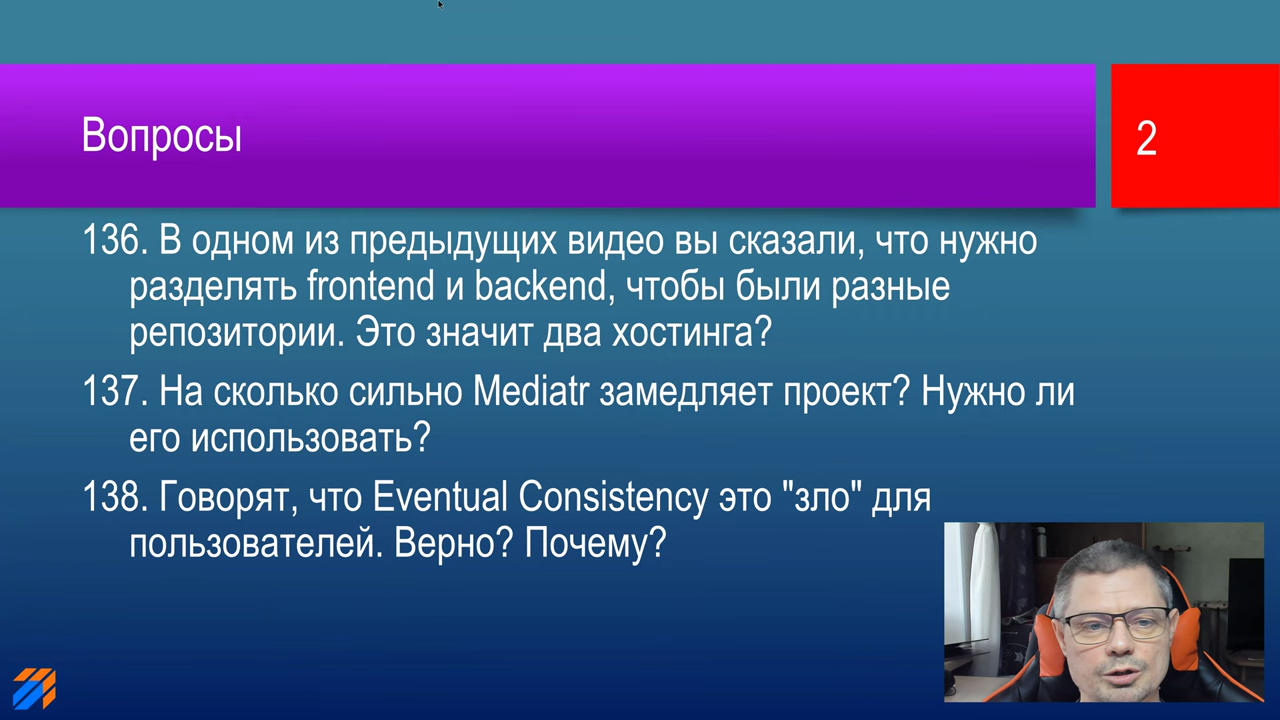 Вопросы
2
136. В одном из предыдущих видео вы сказали, что нужно
разделять frontend и backend, чтобы были разные
репозитории. Это значит два хостинга?
137. На сколько сильно Mediatr замедляет проект? Нужно ли
его использовать?
138. Говорят, что Eventual Consistency это "зло" для
пользователей. Верно? Почему?